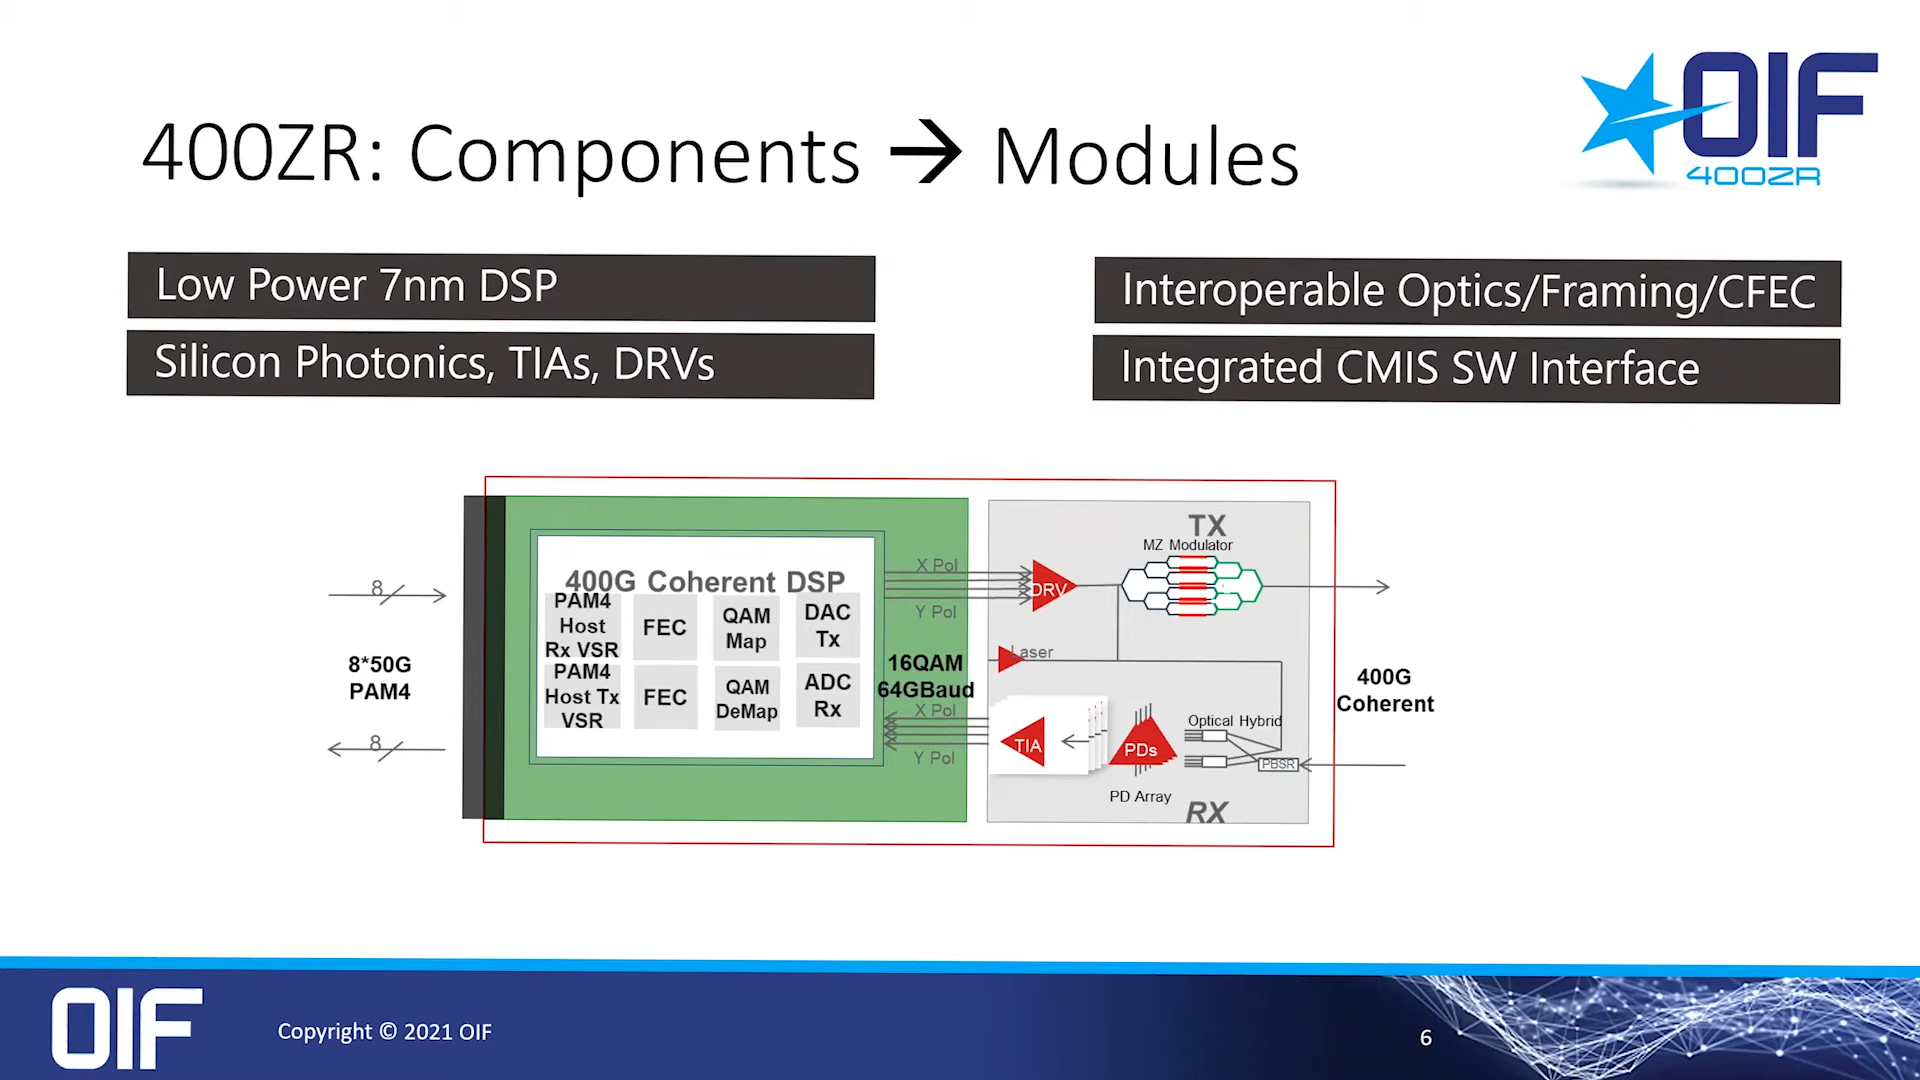 OIF
400ZR
400ZR: Components → Modules
Low Power 7nm DSP
Silicon Photonics, TIAs, DRVs
Interoperable Optics/Framing/CFEC
Integrated CMIS SW Interface
8
8*50G
PAM4
8
400G Coherent DSP
PAM4
Host
Rx VSR
FEC
QAM
Map
DAC
Tx
PAM4
Host Tx
VSR
FEC
QAM
DeMap
ADC
Rx
X Pol
Y Pol
16QAM
64GBaud
X Pol
Y Pol
TX
MZ Modulator
DRV
Laser
TIA
PDs
PD Array
Optical Hybrid
PBSR
RX
400G
Coherent
OIF
Copyright © 2021 OIF
6